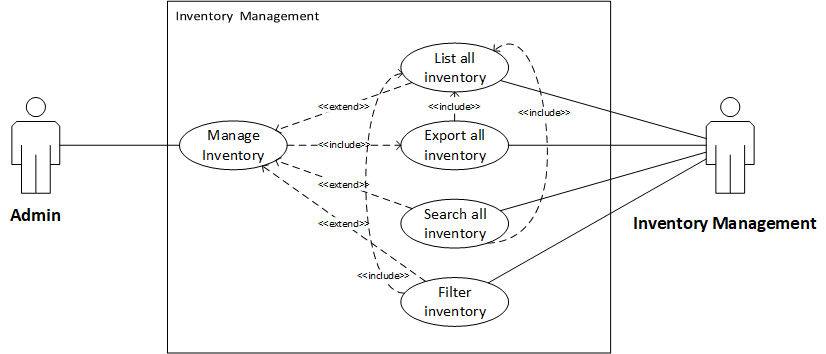 Inventory Management
List all
inventory
<<extend>>
<<include>>
<<include>>
Manage
Inventory
<<include>>
Export all
inventory
<<extend>>
Search all
inventory
<<extend>>
<<include>>
Filter
inventory
Admin
Inventory Management